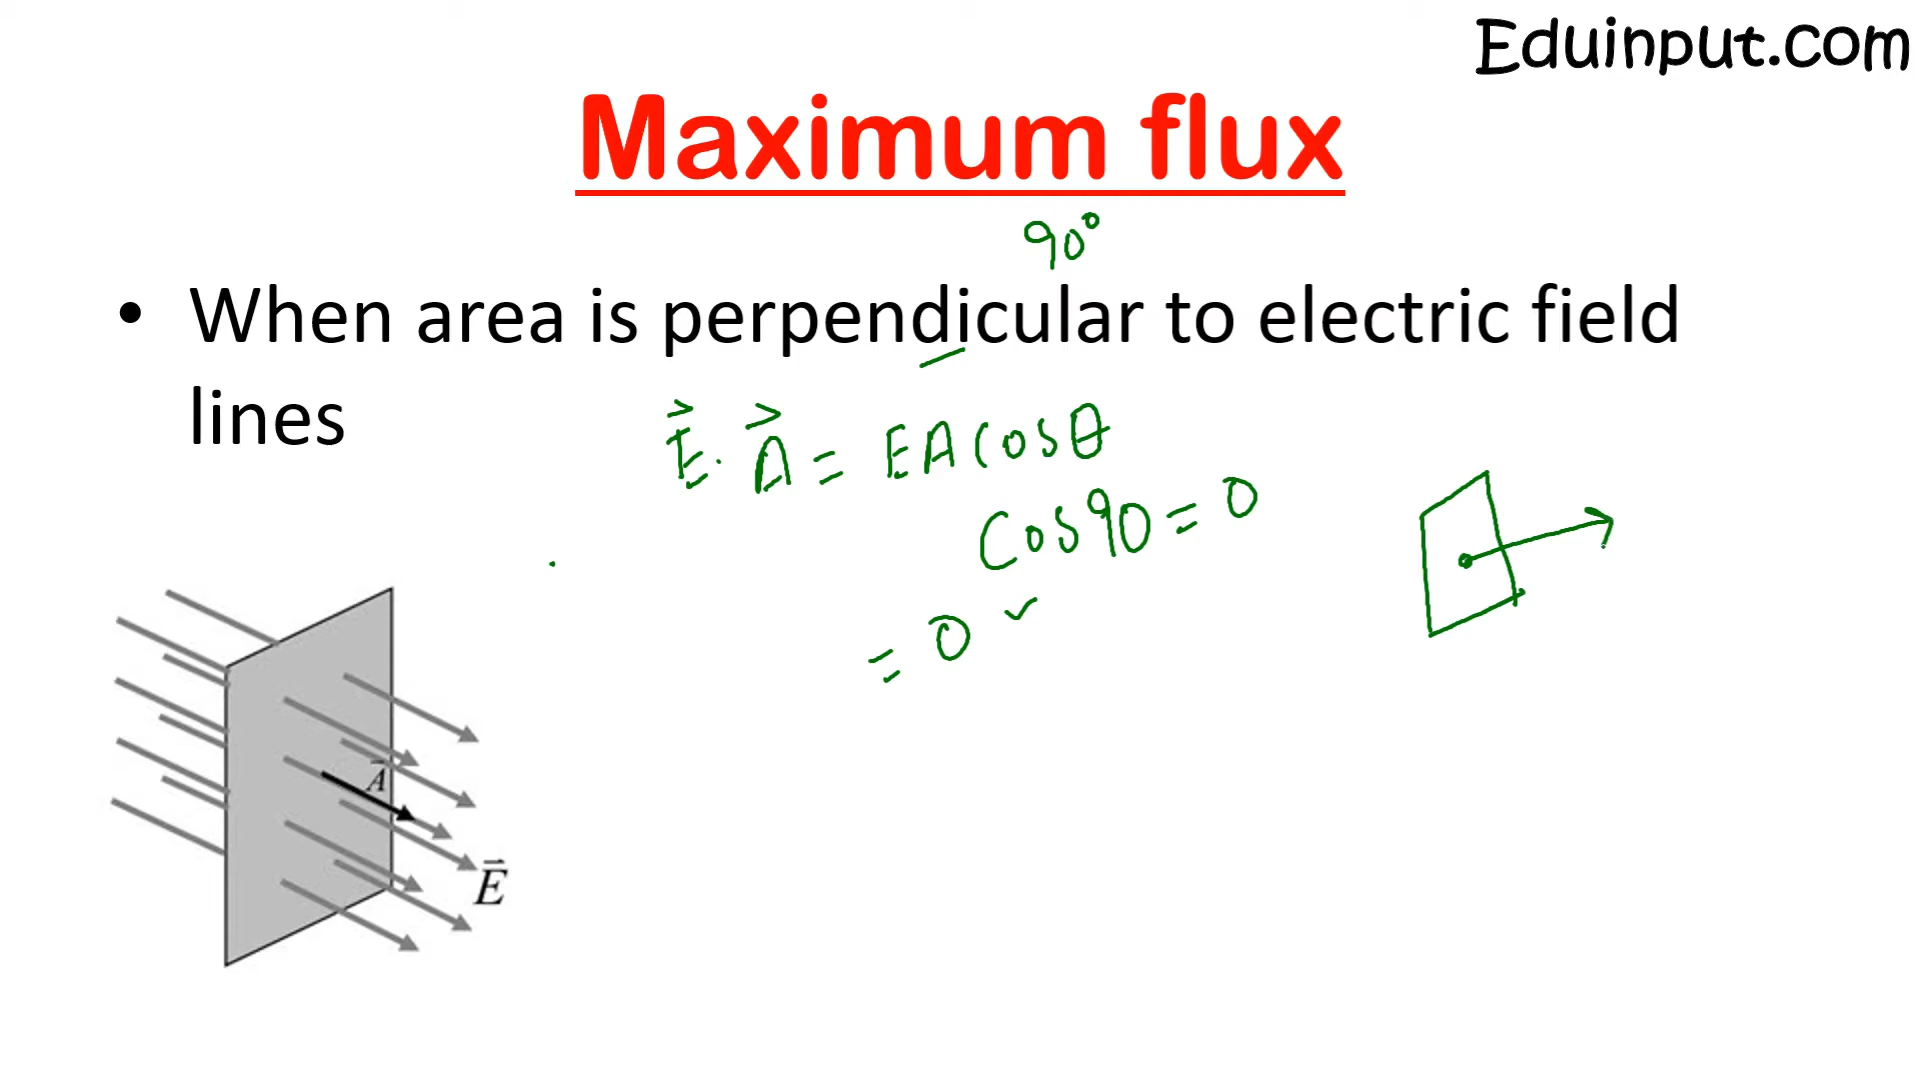 Eduinput.com
Maximum flux
90°
• When area is perpendicular to electric field
lines
E⃗. A⃗ = EA cosθ
Cos90 = 0
= 0 ✓
A⃗
E⃗